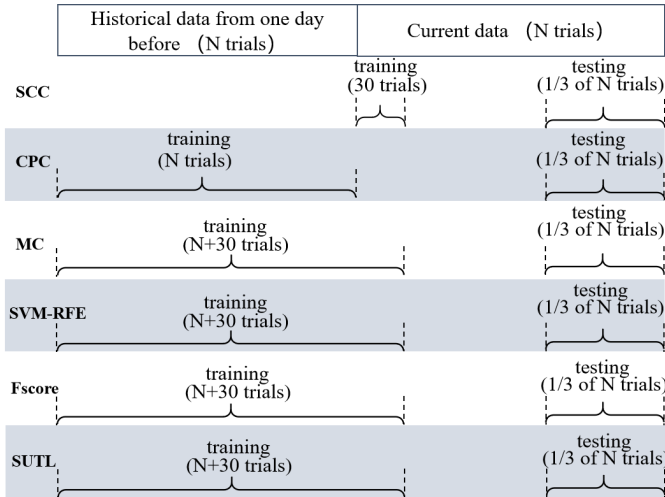 Historical data from one day
before (N trials)
Current data (N trials)
SCC
training
(30 trials)
testing
(1/3 of N trials)
CPC
training
(N trials)
testing
(1/3 of N trials)
MC
training
(N+30 trials)
testing
(1/3 of N trials)
SVM-RFE
training
(N+30 trials)
testing
(1/3 of N trials)
Fscore
training
(N+30 trials)
testing
(1/3 of N trials)
SUTL
training
(N+30 trials)
testing
(1/3 of N trials)